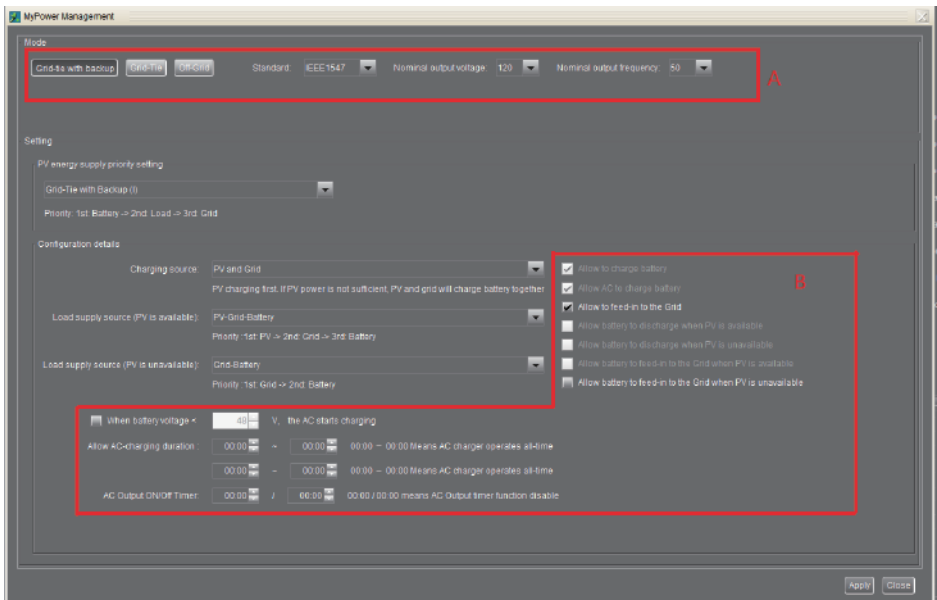 MyPower Management
Mode
Grid-tie with backup Grid-Tie Off-Grid Standard: IEEE1547 Nominal output voltage: 120 Nominal output frequency: 60
A
Setting
PV energy supply priority setting
Grid-Tie with Backup (I)
Priority: 1st: Battery -> 2nd: Load -> 3rd: Grid
Configuration details
Charging source: PV and Grid Allow to charge battery
B
PV charging first. If PV power is not sufficient, PV and grid will charge battery together Allow AC to charge battery
Allow to feed-in to the Grid
Load supply source (PV is available): PV-Grid-Battery Allow battery to discharge when PV is available
Priority :1st: PV -> 2nd: Grid -> 3rd: Battery Allow battery to discharge when PV is unavailable
Load supply source (PV is unavailable): Grid-Battery Allow battery to feed-in to the Grid when PV is available
Priority :1st: Grid -> 2nd: Battery Allow battery to feed-in to the Grid when PV is unavailable
When battery voltage < 40 V, the AC starts charging
Allow AC-charging duration : 00:00 ~ 00:00 00:00 ~ 00:00 Means AC charger operates all-time
00:00 ~ 00:00 00:00 ~ 00:00 Means AC charger operates all-time
AC Output ON/Off Timer: 00:00 / 00:00 00:00 / 00:00 means AC Output timer function disable
Apply Close